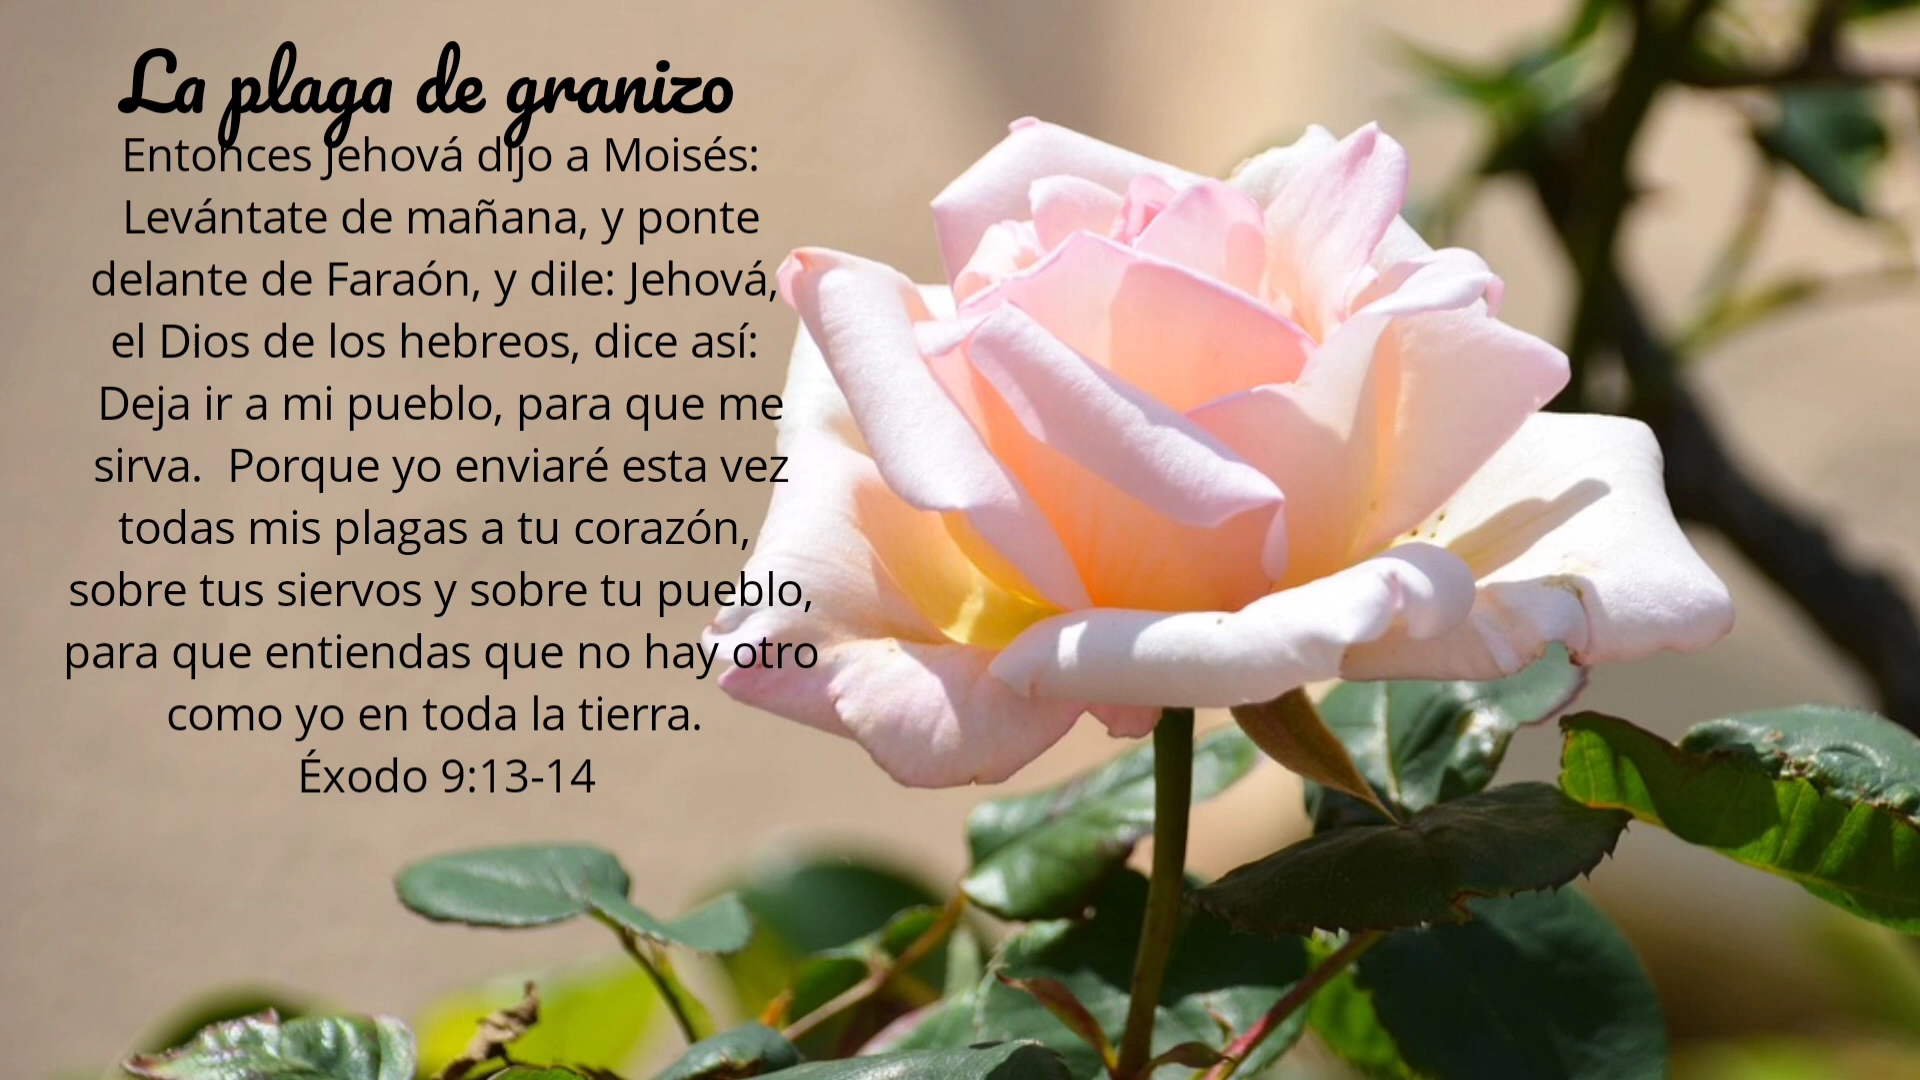 La plaga de granizo
Entonces Jehová dijo a Moisés:
Levántate de mañana, y ponte
delante de Faraón, y dile: Jehová,
el Dios de los hebreos, dice así:
Deja ir a mi pueblo, para que me
sirva.  Porque yo enviaré esta vez
todas mis plagas a tu corazón,
sobre tus siervos y sobre tu pueblo,
para que entiendas que no hay otro
como yo en toda la tierra.
Éxodo 9:13-14